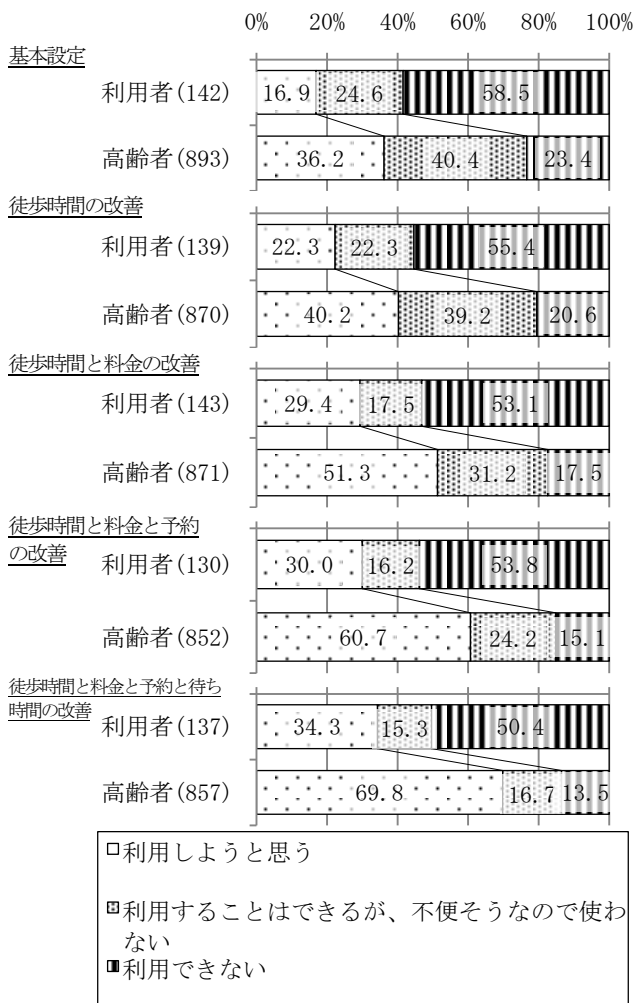 0% 20% 40% 60% 80% 100%
基本設定
利用者(142) 16.9 24.6 58.5
高齢者(893) 36.2 40.4 23.4
徒歩時間の改善
利用者(139) 22.3 22.3 55.4
高齢者(870) 40.2 39.2 20.6
徒歩時間と料金の改善
利用者(143) 29.4 17.5 53.1
高齢者(871) 51.3 31.2 17.5
徒歩時間と料金と予約
の改善
利用者(130) 30.0 16.2 53.8
高齢者(852) 60.7 24.2 15.1
徒歩時間と料金と予約と待ち
時間の改善
利用者(137) 34.3 15.3 50.4
高齢者(857) 69.8 16.7 13.5
利用しようと思う
利用することはできるが、不便そうなので使わ
ない
利用できない